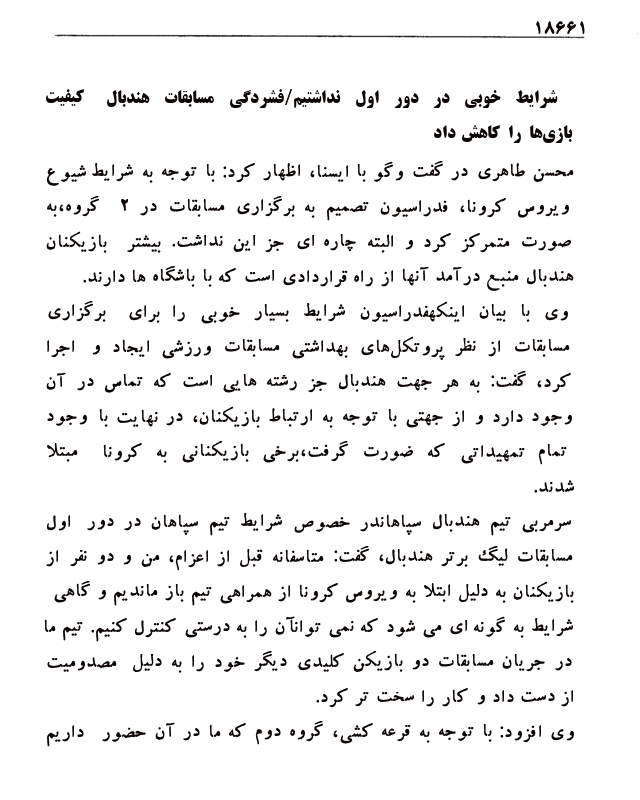 ۱۸۶۶۱
شرایط خوبی در دور اول نداشتیم/فشردگی مسابقات هندبال کیفیت
بازی‌ها را کاهش داد
محسن طاهری در گفت وگو با ایسنا، اظهار کرد: با توجه به شرایط شیوع
ویروس کرونا، فدراسیون تصمیم به برگزاری مسابقات در ۲ گروه،به
صورت متمرکز کرد و البته چاره ای جز این نداشت. بیشتر بازیکنان
هندبال منبع درآمد آنها از راه قراردادی است که با باشگاه ها دارند.
وی با بیان اینکهفدراسیون شرایط بسیار خوبی را برای برگزاری
مسابقات از نظر پروتکل‌های بهداشتی مسابقات ورزشی ایجاد و اجرا
کرد، گفت: به هر جهت هندبال جز رشته هایی است که تماس در آن
وجود دارد و از جهتی با توجه به ارتباط بازیکنان، در نهایت با وجود
تمام تمهیداتی که صورت گرفت،برخی بازیکنانی به کرونا مبتلا
شدند.
سرمربی تیم هندبال سپاهاندر خصوص شرایط تیم سپاهان در دور اول
مسابقات لیگ برتر هندبال، گفت: متاسفانه قبل از اعزام، من و دو نفر از
بازیکنان به دلیل ابتلا به ویروس کرونا از همراهی تیم باز ماندیم و گاهی
شرایط به گونه ای می شود که نمی توانآن را به درستی کنترل کنیم. تیم ما
در جریان مسابقات دو بازیکن کلیدی دیگر خود را به دلیل مصدومیت
از دست داد و کار را سخت تر کرد.
وی افزود: با توجه به قرعه کشی، گروه دوم که ما در آن حضور داریم